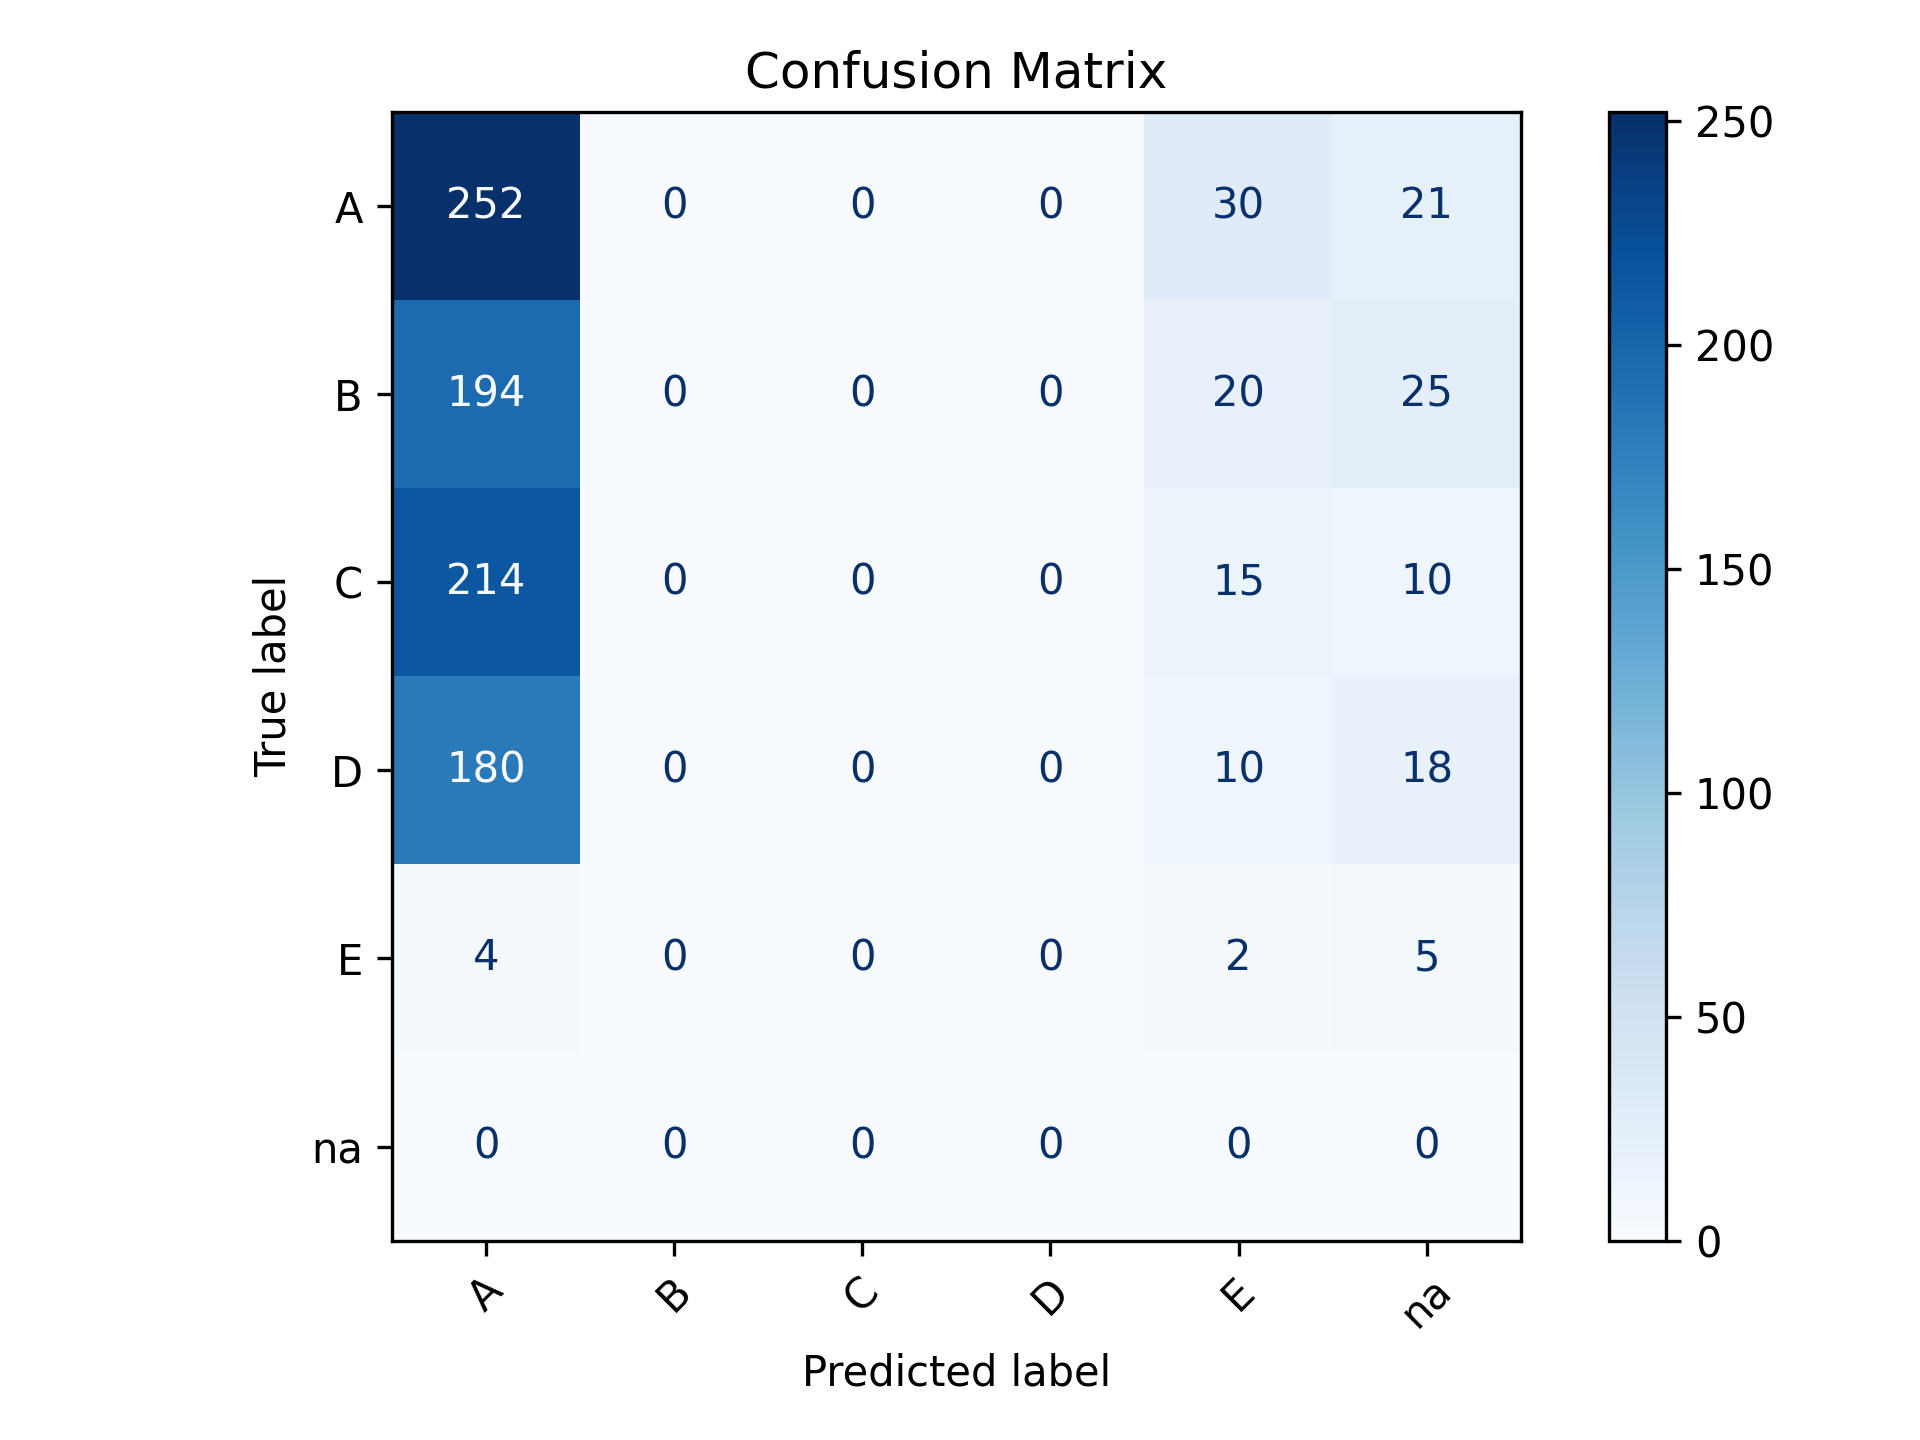 Confusion Matrix
True label
A 252 0 0 0 30 21
B 194 0 0 0 20 25
C 214 0 0 0 15 10
D 180 0 0 0 10 18
E 4 0 0 0 2 5
na 0 0 0 0 0 0
A B C D E na
Predicted label
250
200
150
100
50
0